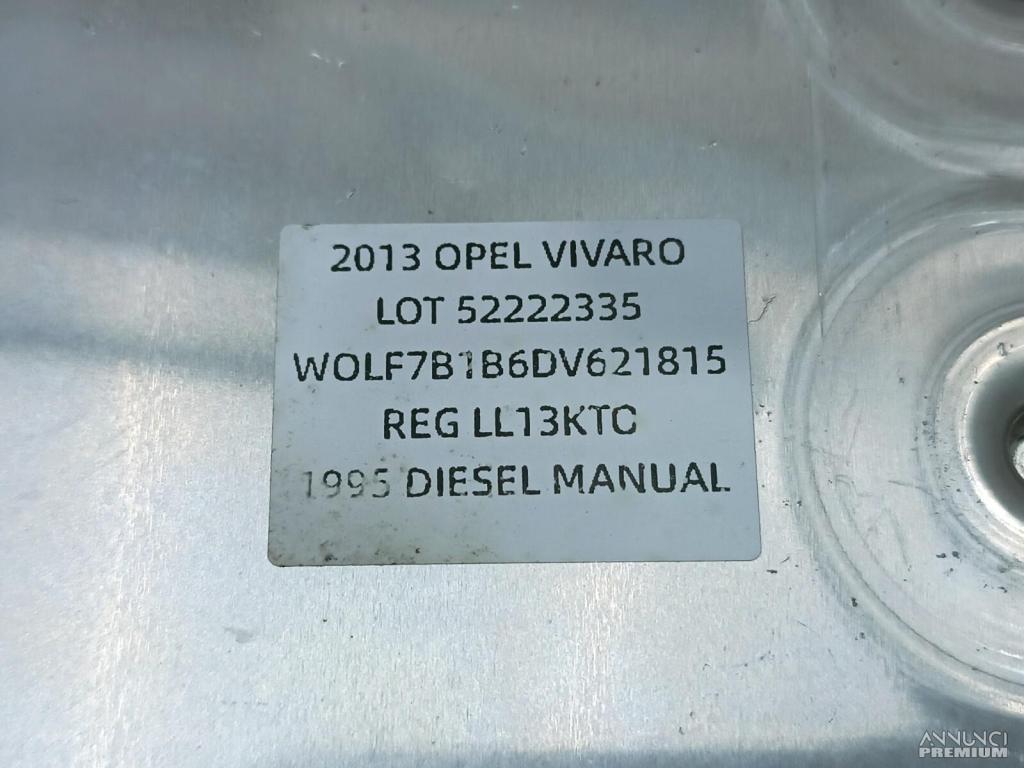 2013 OPEL VIVARO
LOT 52222335
WOLF7B1B6DV621815
REG LL13KTC
1995 DIESEL MANUAL
ANNUNCI
PREMIUM